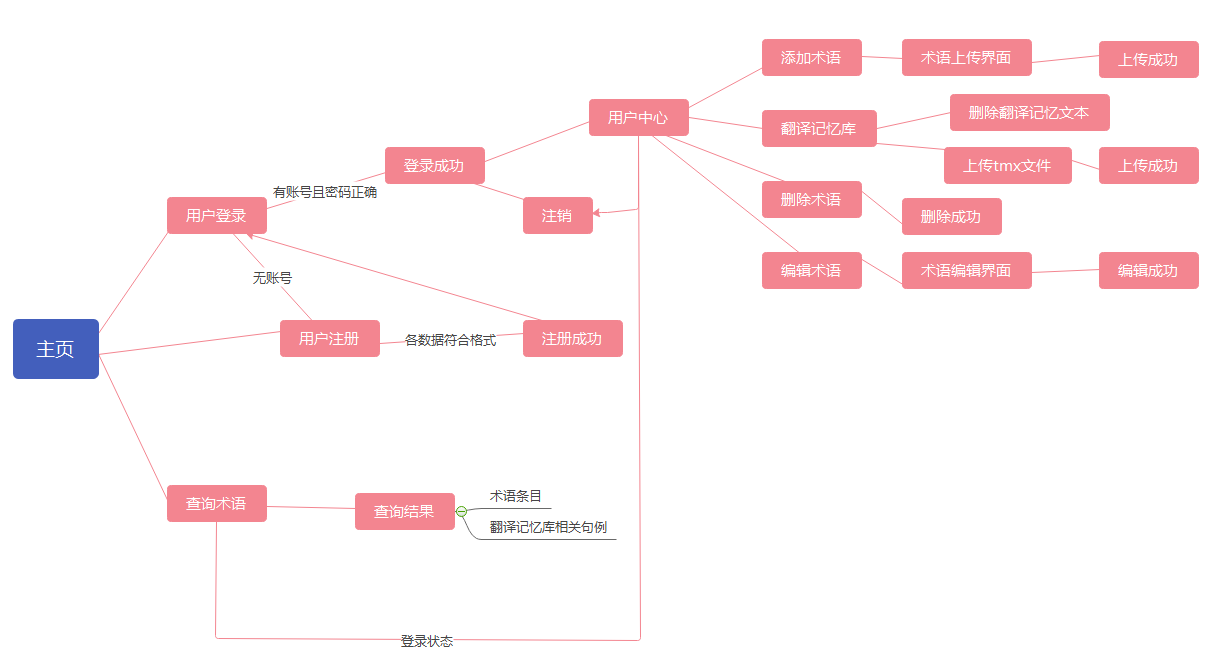 添加术语
术语上传界面
上传成功
用户中心
翻译记忆库
删除翻译记忆文本
登录成功
上传tmx文件
上传成功
有账号且密码正确
用户登录
注销
删除术语
删除成功
无账号
编辑术语
术语编辑界面
编辑成功
主页
用户注册
各数据符合格式
注册成功
查询术语
查询结果
术语条目
翻译记忆库相关句例
登录状态